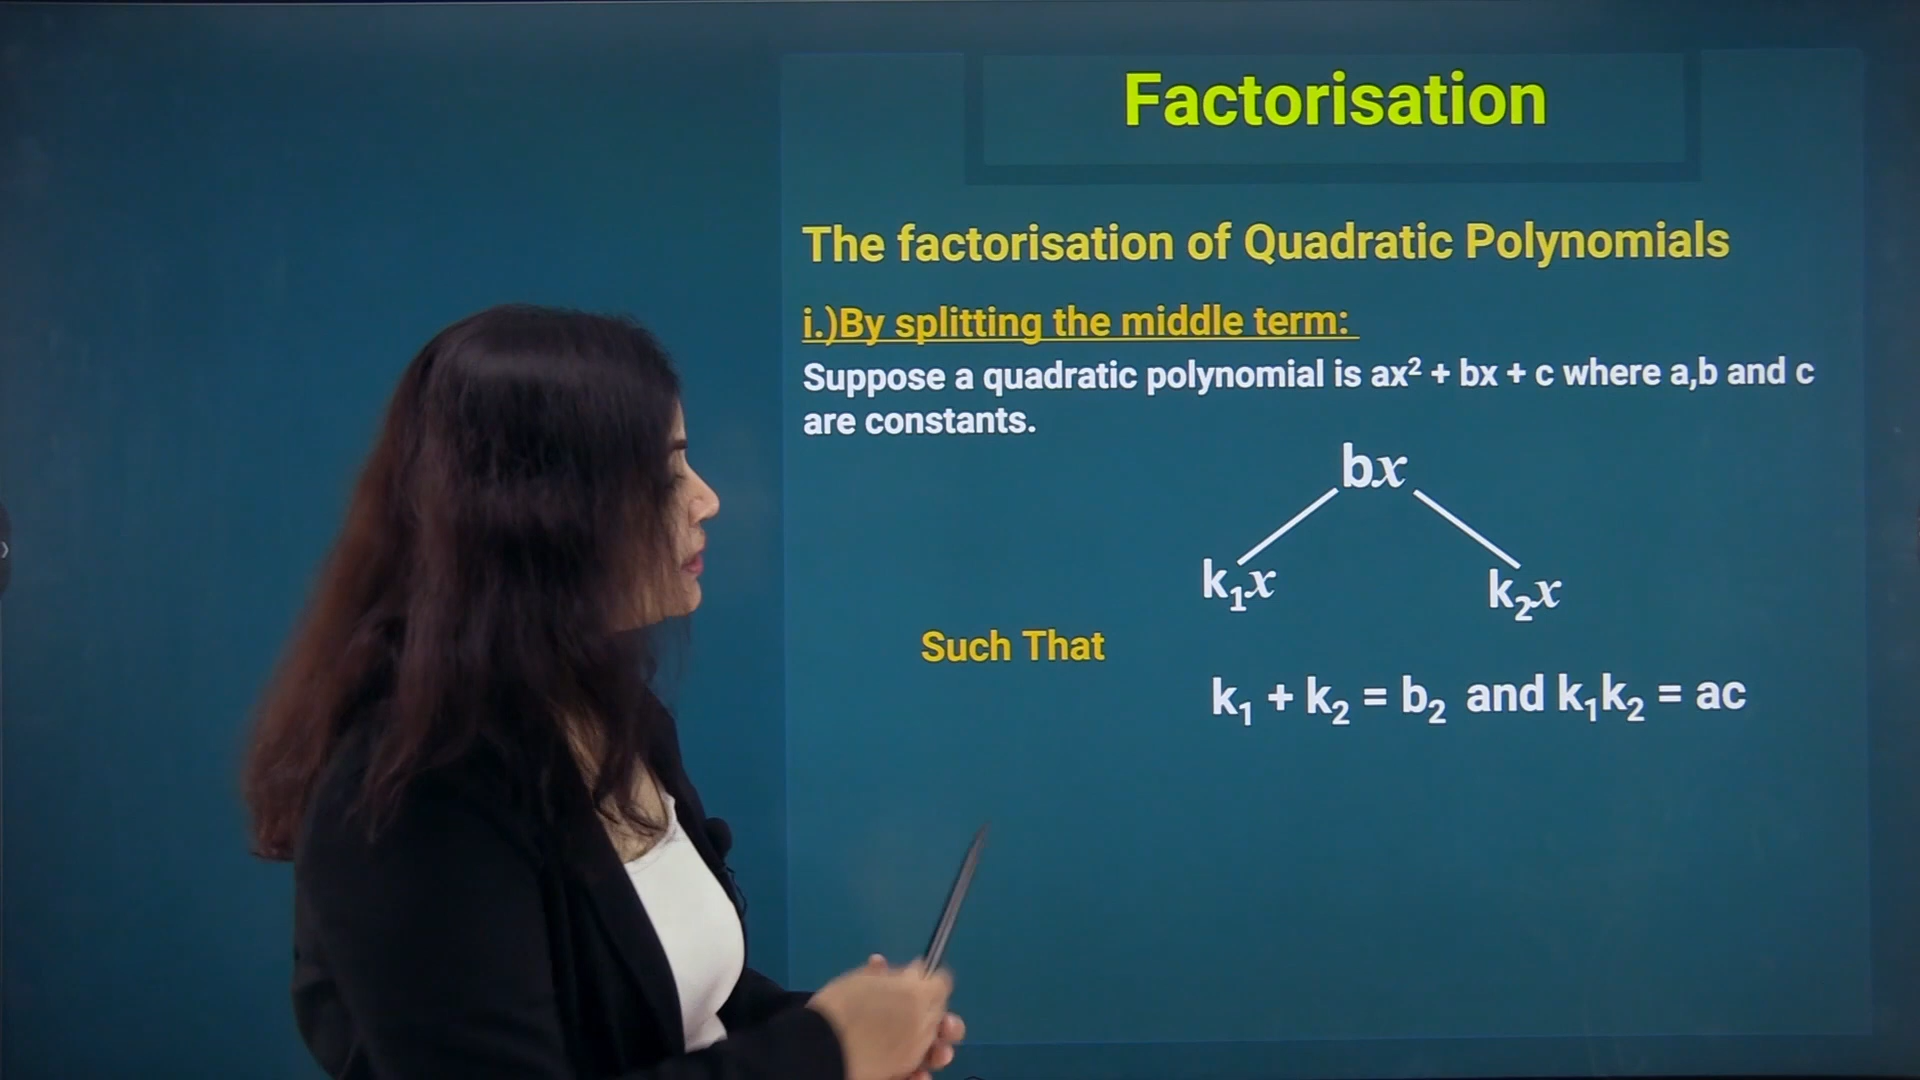 Factorisation
The factorisation of Quadratic Polynomials
i.)By splitting the middle term:
Suppose a quadratic polynomial is ax² + bx + c where a,b and c
are constants.
bx
k₁x k₂x
Such That
k₁ + k₂ = b₂ and k₁k₂ = ac